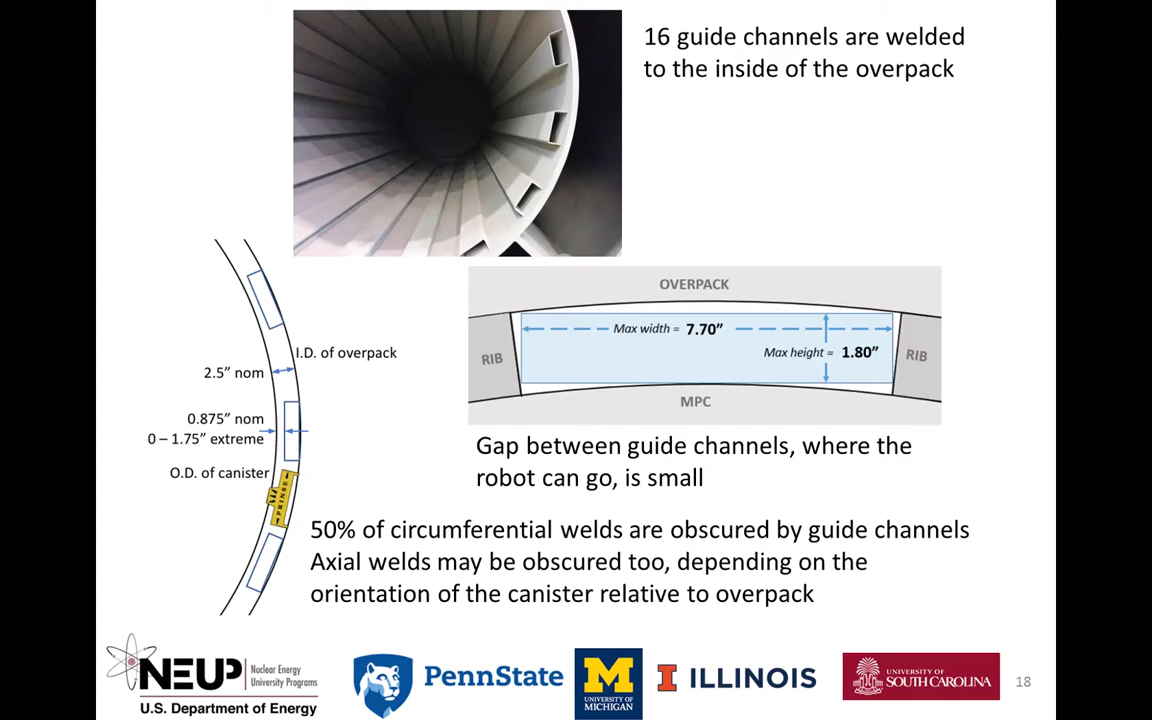 16 guide channels are welded
to the inside of the overpack
I.D. of overpack
2.5” nom
0.875” nom
0 – 1.75” extreme
O.D. of canister
PRINSE
OVERPACK
Max width = 7.70”
Max height = 1.80”
RIB
RIB
MPC
Gap between guide channels, where the
robot can go, is small
50% of circumferential welds are obscured by guide channels
Axial welds may be obscured too, depending on the
orientation of the canister relative to overpack
NEUP
Nuclear Energy
University Programs
U.S. Department of Energy
PennState
M
UNIVERSITY OF
MICHIGAN
I ILLINOIS
UNIVERSITY OF
SOUTH CAROLINA
18